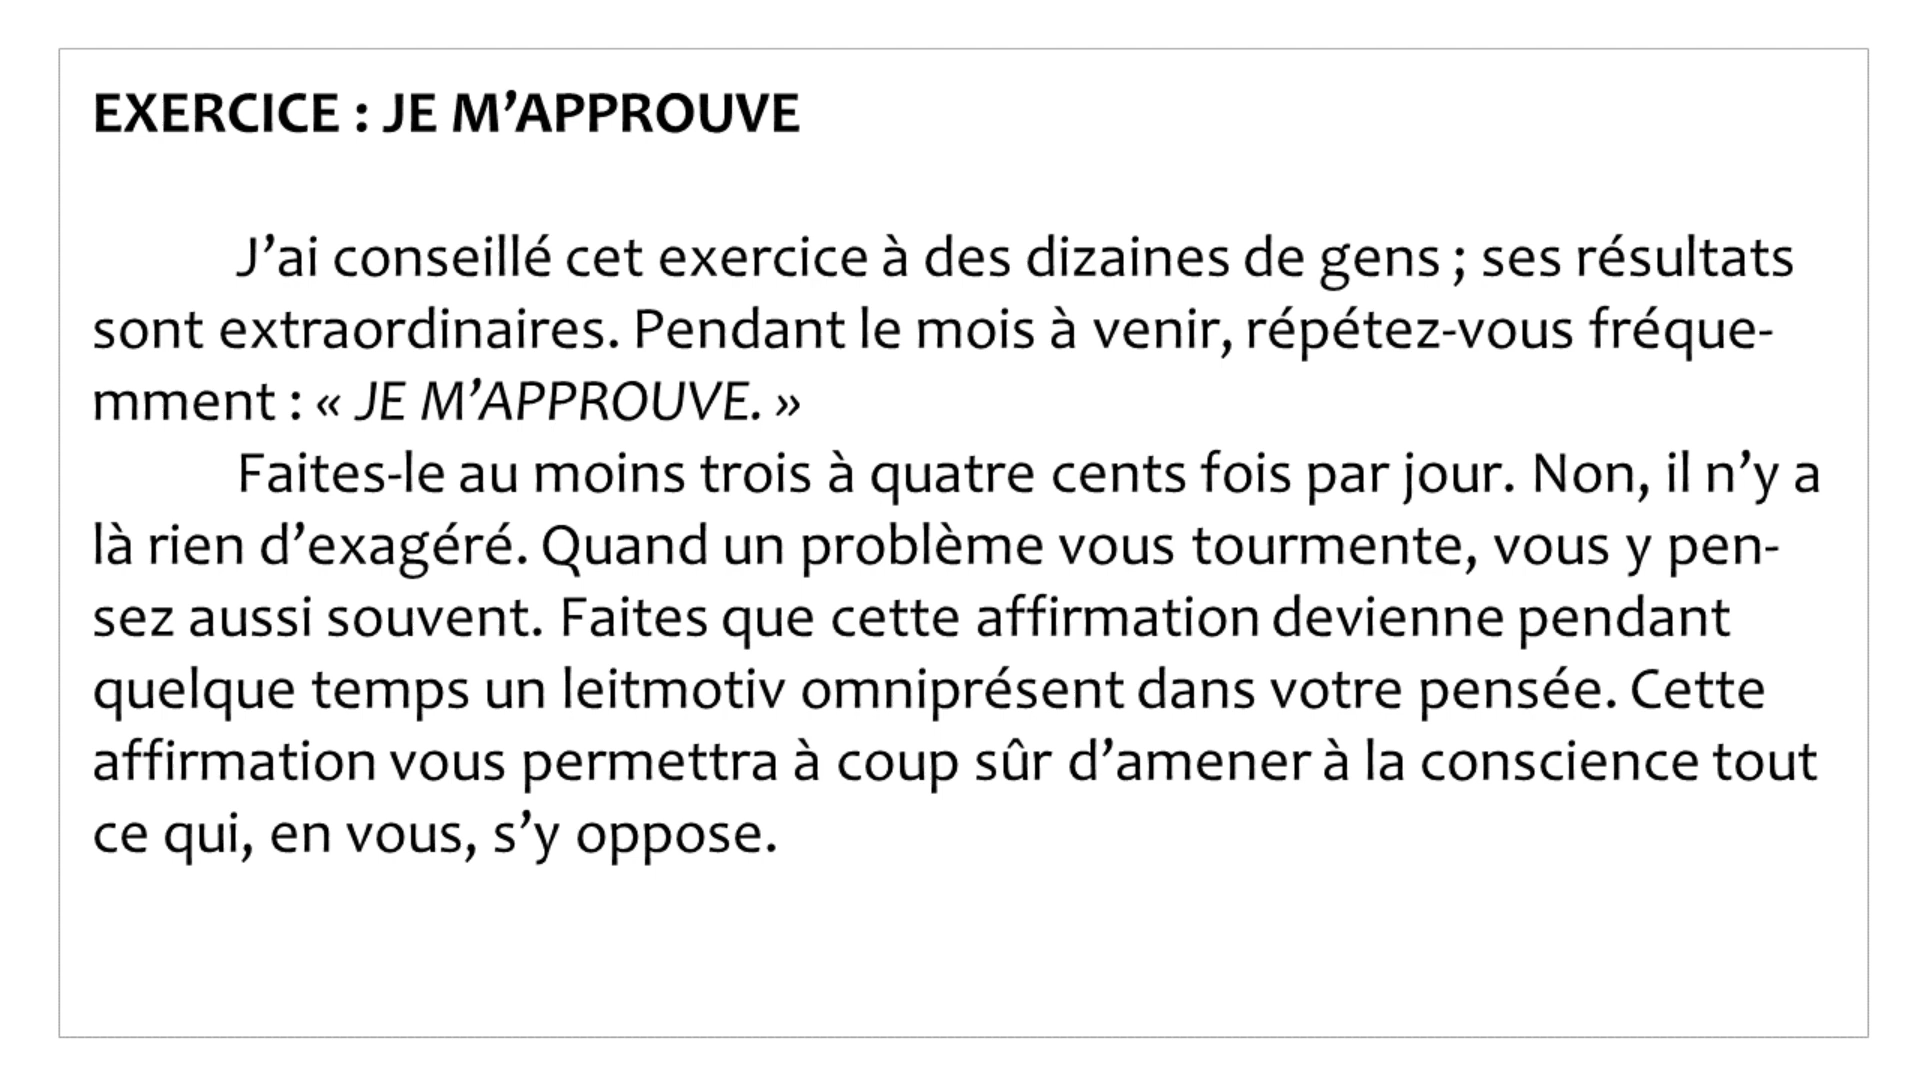 EXERCICE : JE M’APPROUVE
J’ai conseillé cet exercice à des dizaines de gens ; ses résultats
sont extraordinaires. Pendant le mois à venir, répétez-vous fréque-
mment : « JE M’APPROUVE. »
Faites-le au moins trois à quatre cents fois par jour. Non, il n’y a
là rien d’exagéré. Quand un problème vous tourmente, vous y pen-
sez aussi souvent. Faites que cette affirmation devienne pendant
quelque temps un leitmotiv omniprésent dans votre pensée. Cette
affirmation vous permettra à coup sûr d’amener à la conscience tout
ce qui, en vous, s’y oppose.